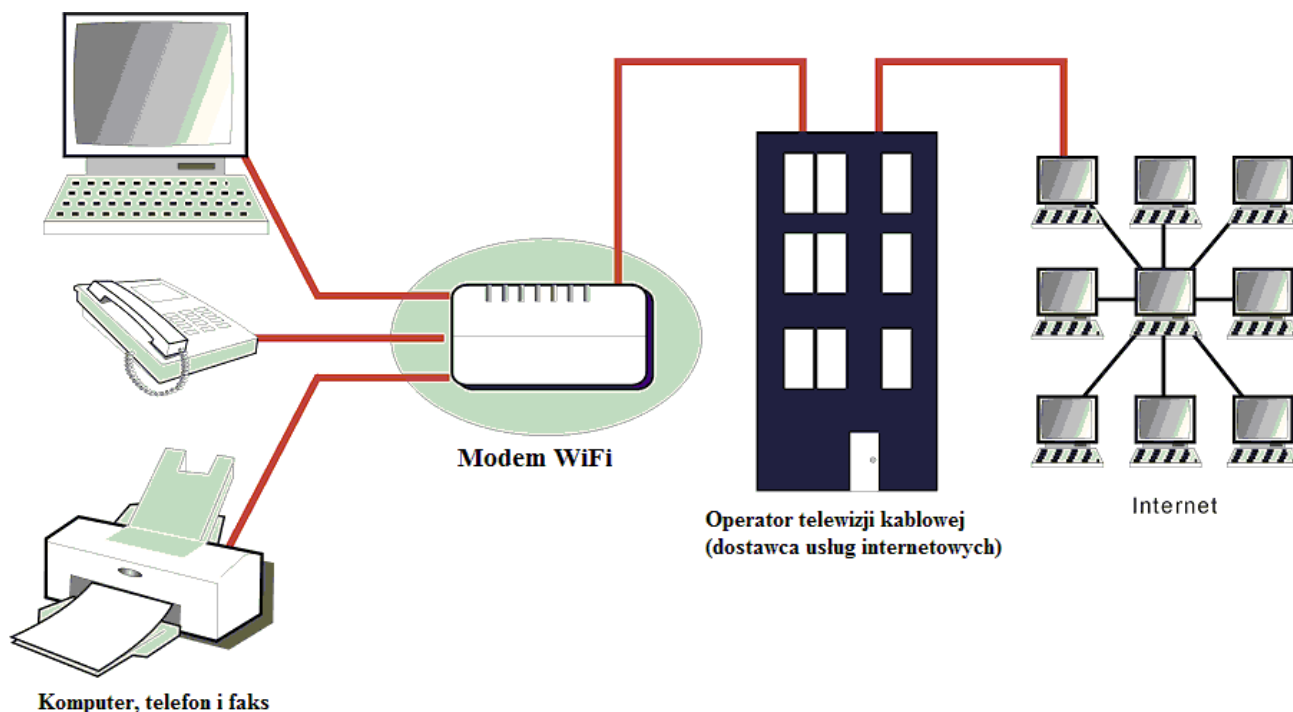 Modem WiFi
Operator telewizji kablowej
(dostawca usług internetowych)
Internet
Komputer, telefon i faks